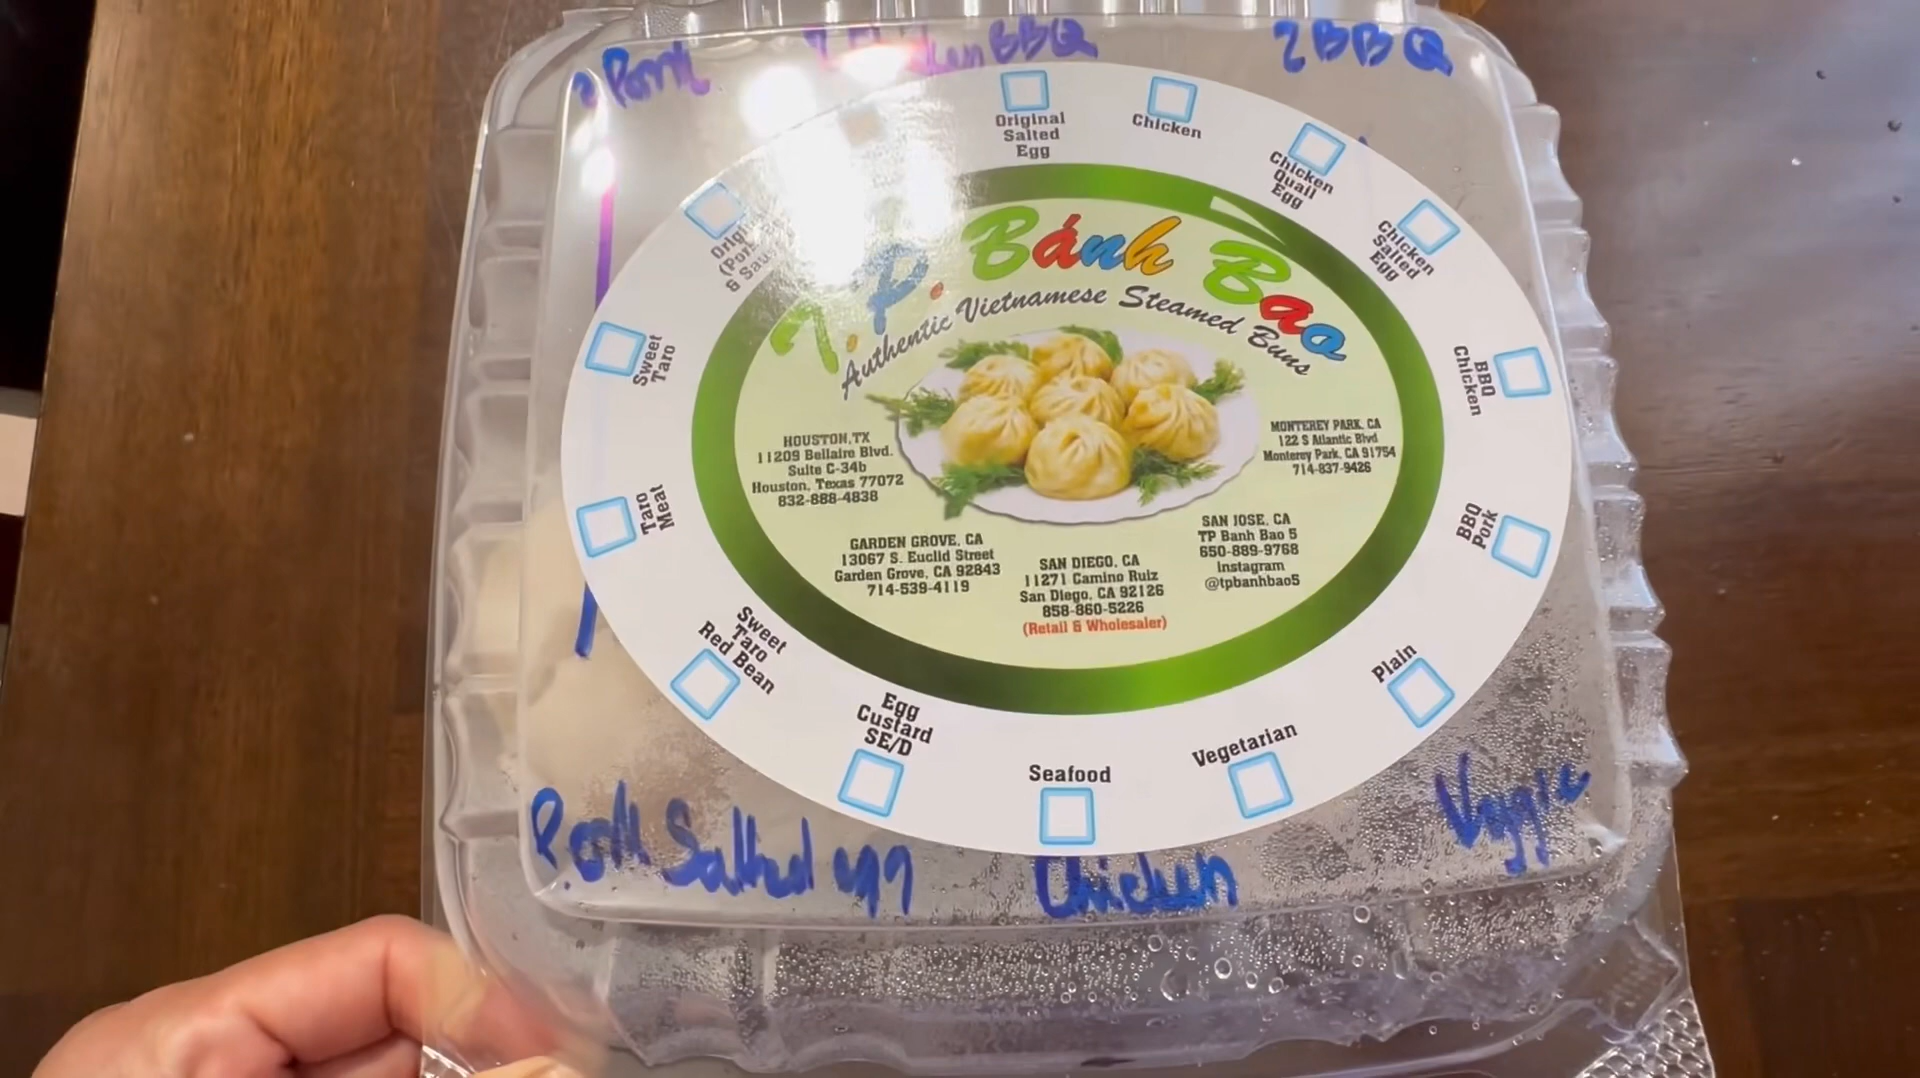 2 Pork
BBQ
2 BBQ
Original
Salted
Egg
Chicken
Chicken
Quail
Egg
Chicken
Salted
Egg
BBQ
Chicken
BBQ
Pork
Plain
Vegetarian
Seafood
Egg
Custard
SE/D
Sweet
Taro
Red Bean
Taro
Meat
Sweet
Taro
T.P. Bánh Bao
Authentic Vietnamese Steamed Buns
HOUSTON,TX
11209 Bellaire Blvd.
Suite C-34b
Houston, Texas 77072
832-888-4838
MONTEREY PARK, CA
122 S Atlantic Blvd
Monterey Park, CA 91754
714-837-9426
GARDEN GROVE, CA
13067 S. Euclid Street
Garden Grove, CA 92843
714-539-4119
SAN DIEGO, CA
11271 Camino Ruiz
San Diego, CA 92126
858-860-5226
(Retail & Wholesaler)
SAN JOSE, CA
TP Banh Bao 5
650-889-9768
Instagram
@tpbanhbao5
Pork Salted egg
Chicken
Veggie